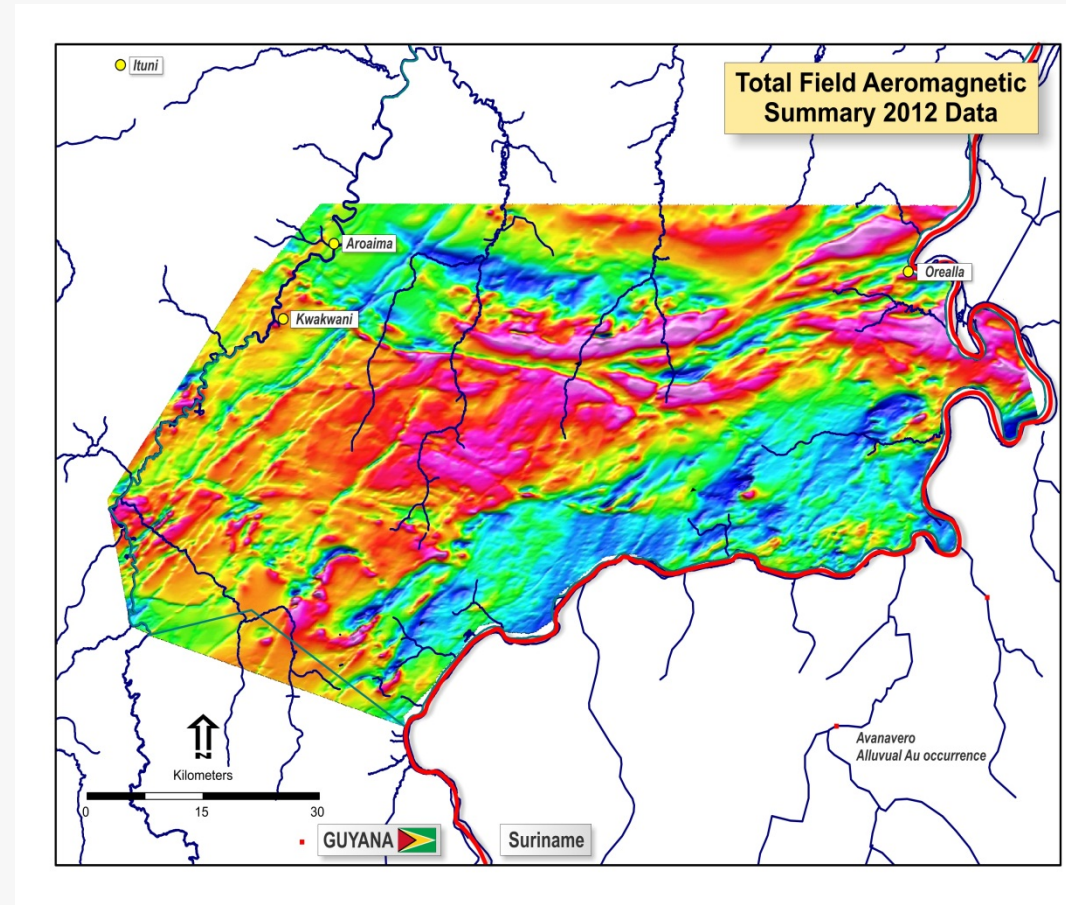 Ituni
Total Field Aeromagnetic
Summary 2012 Data
Aroaima
Orealla
Kwakwani
N
Kilometers
0 15 30
Avanavero
Alluvual Au occurrence
GUYANA
Suriname